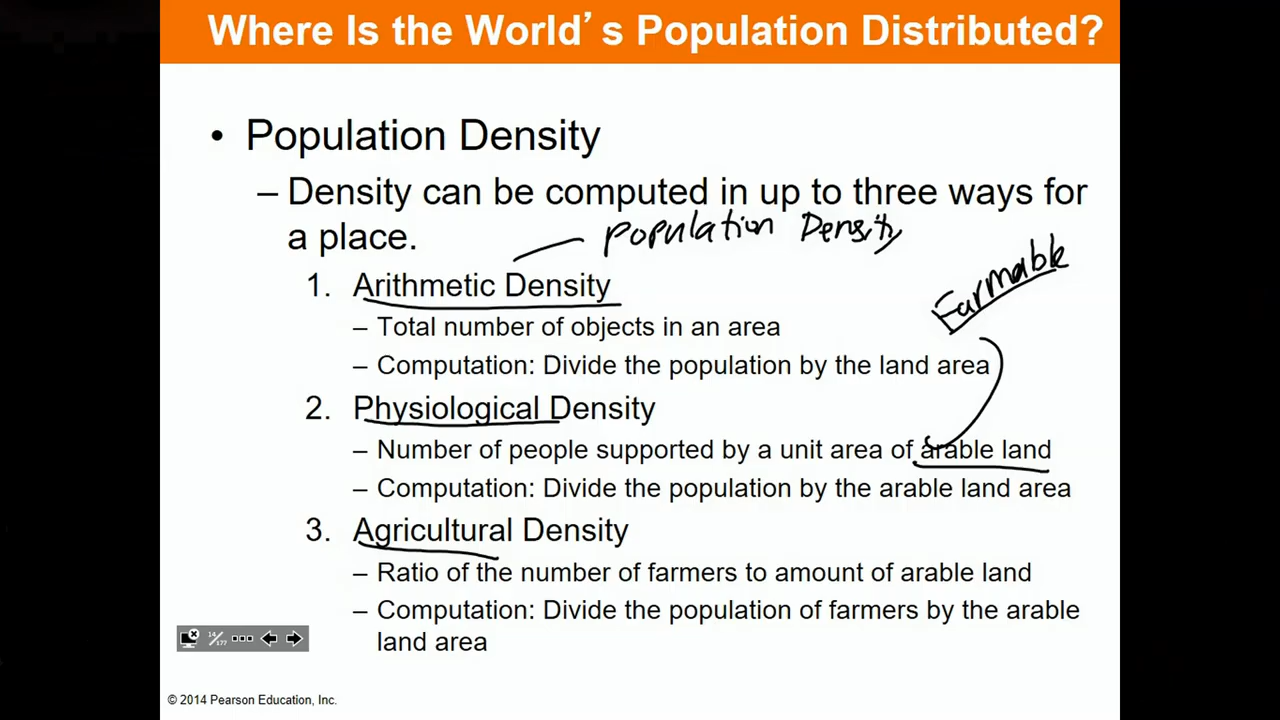 Where Is the World’s Population Distributed?
• Population Density
– Density can be computed in up to three ways for
a place.
population Density
1. Arithmetic Density
Farmable
– Total number of objects in an area
– Computation: Divide the population by the land area
2. Physiological Density
– Number of people supported by a unit area of arable land
– Computation: Divide the population by the arable land area
3. Agricultural Density
– Ratio of the number of farmers to amount of arable land
– Computation: Divide the population of farmers by the arable
land area
14/177
© 2014 Pearson Education, Inc.